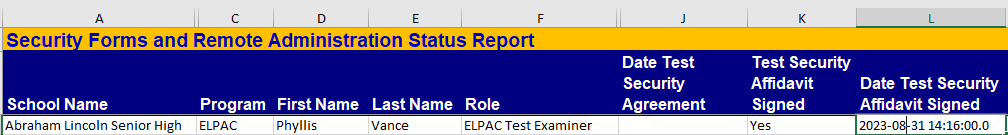 A C D E F J K L
Security Forms and Remote Administration Status Report
School Name Program First Name Last Name Role Date Test Security Agreement Test Security Affidavit Signed Date Test Security Affidavit Signed
Abraham Lincoln Senior High ELPAC Phyllis Vance ELPAC Test Examiner Yes 2023-08-31 14:16:00.0